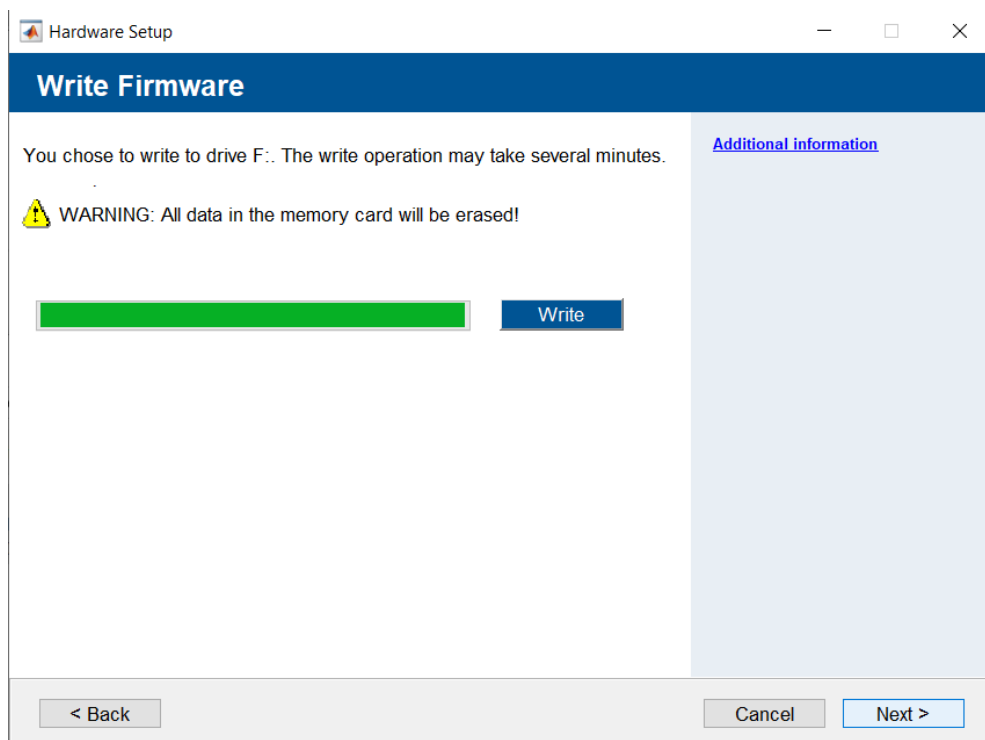 Hardware Setup
Write Firmware
You chose to write to drive F:. The write operation may take several minutes.
.
WARNING: All data in the memory card will be erased!
Write
Additional information
< Back
Cancel
Next >